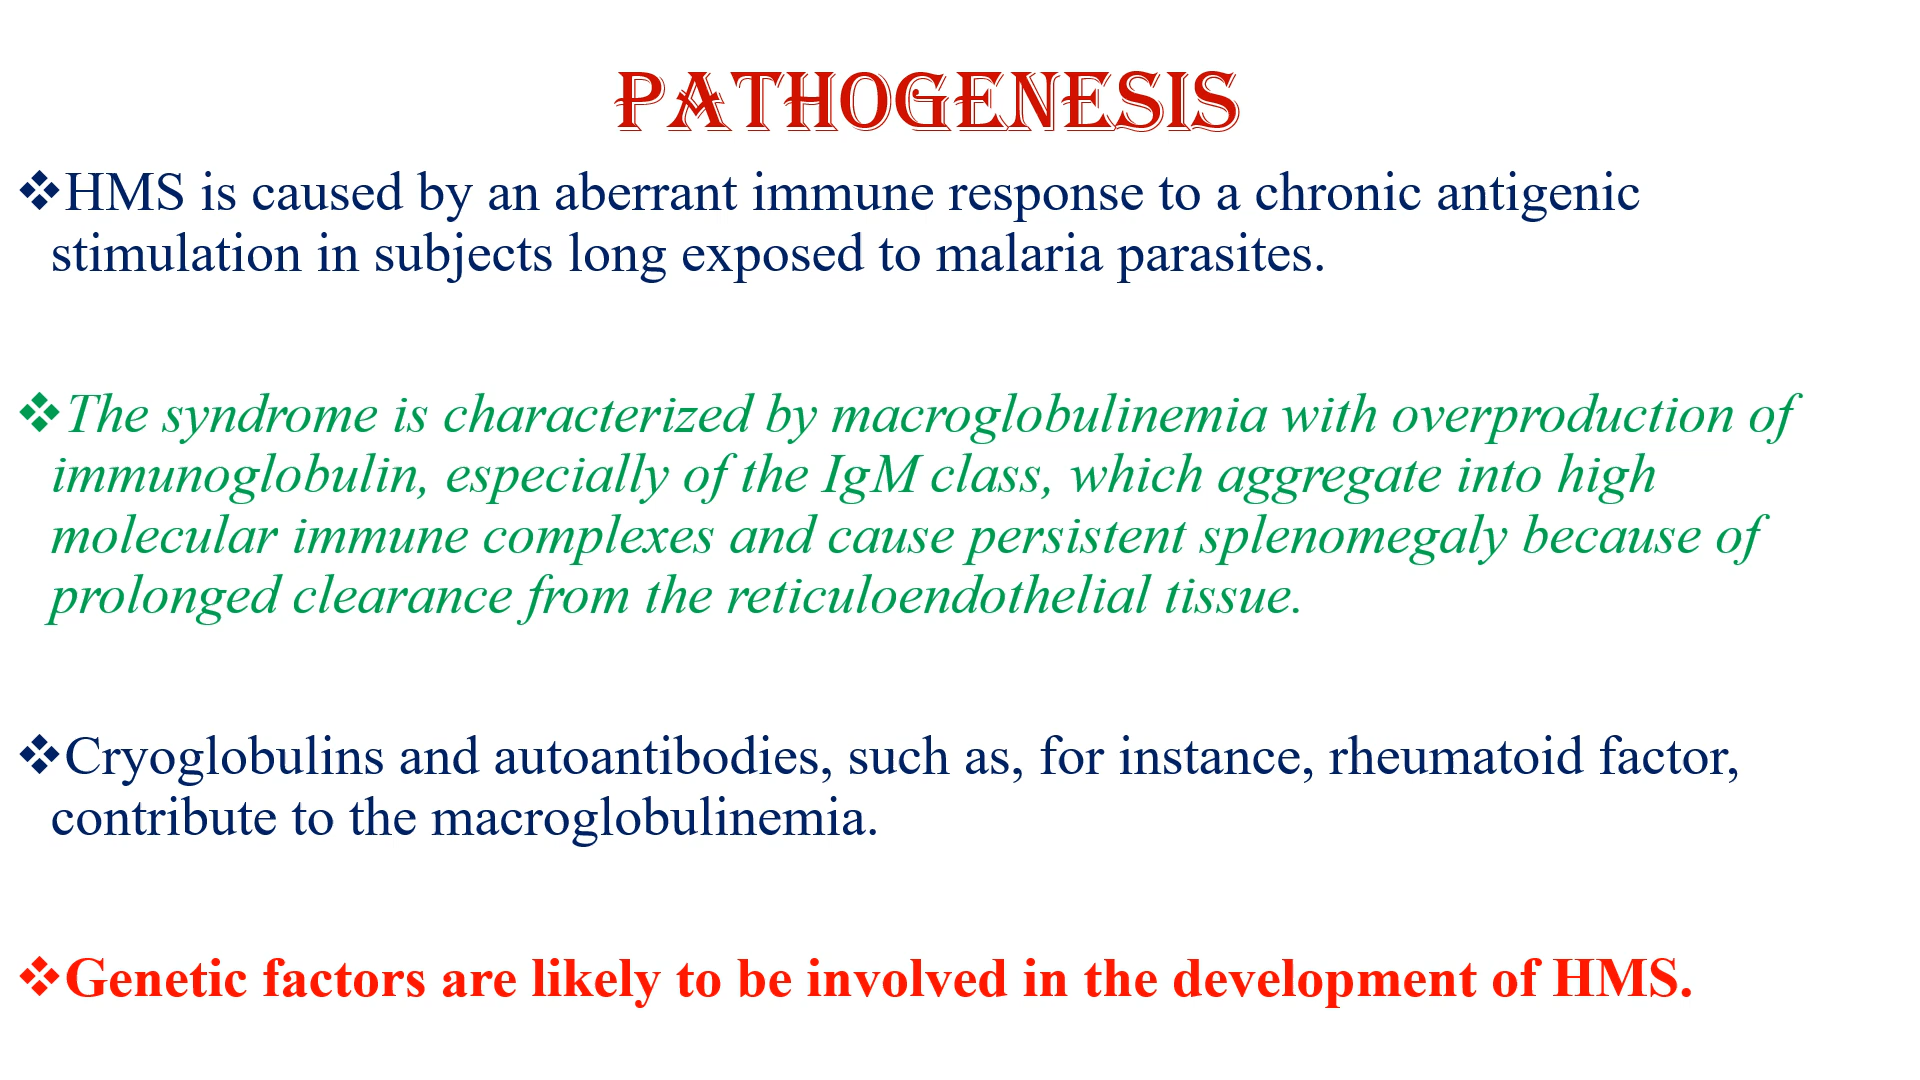 PATHOGENESIS
❖HMS is caused by an aberrant immune response to a chronic antigenic
stimulation in subjects long exposed to malaria parasites.
❖The syndrome is characterized by macroglobulinemia with overproduction of
immunoglobulin, especially of the IgM class, which aggregate into high
molecular immune complexes and cause persistent splenomegaly because of
prolonged clearance from the reticuloendothelial tissue.
❖Cryoglobulins and autoantibodies, such as, for instance, rheumatoid factor,
contribute to the macroglobulinemia.
❖Genetic factors are likely to be involved in the development of HMS.